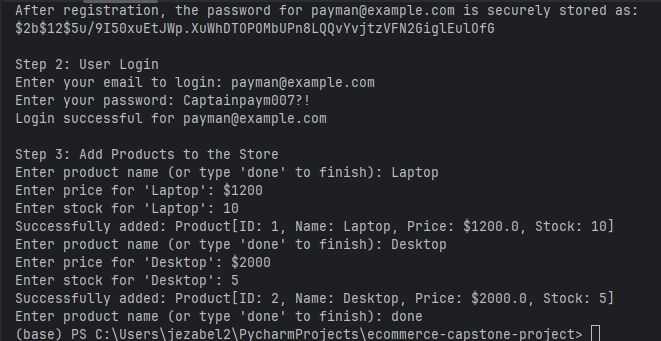 After registration, the password for payman@example.com is securely stored as:
$2b$12$5u/9I50xuEtJWp.XuWhDTOPOMbUPn8LQQvYvjtzVFN26iglEulOfG
Step 2: User Login
Enter your email to login: payman@example.com
Enter your password: Captainpaym007?!
Login successful for payman@example.com
Step 3: Add Products to the Store
Enter product name (or type 'done' to finish): Laptop
Enter price for 'Laptop': $1200
Enter stock for 'Laptop': 10
Successfully added: Product[ID: 1, Name: Laptop, Price: $1200.0, Stock: 10]
Enter product name (or type 'done' to finish): Desktop
Enter price for 'Desktop': $2000
Enter stock for 'Desktop': 5
Successfully added: Product[ID: 2, Name: Desktop, Price: $2000.0, Stock: 5]
Enter product name (or type 'done' to finish): done
(base) PS C:\Users\jezabel2\PycharmProjects\ecommerce-capstone-project>